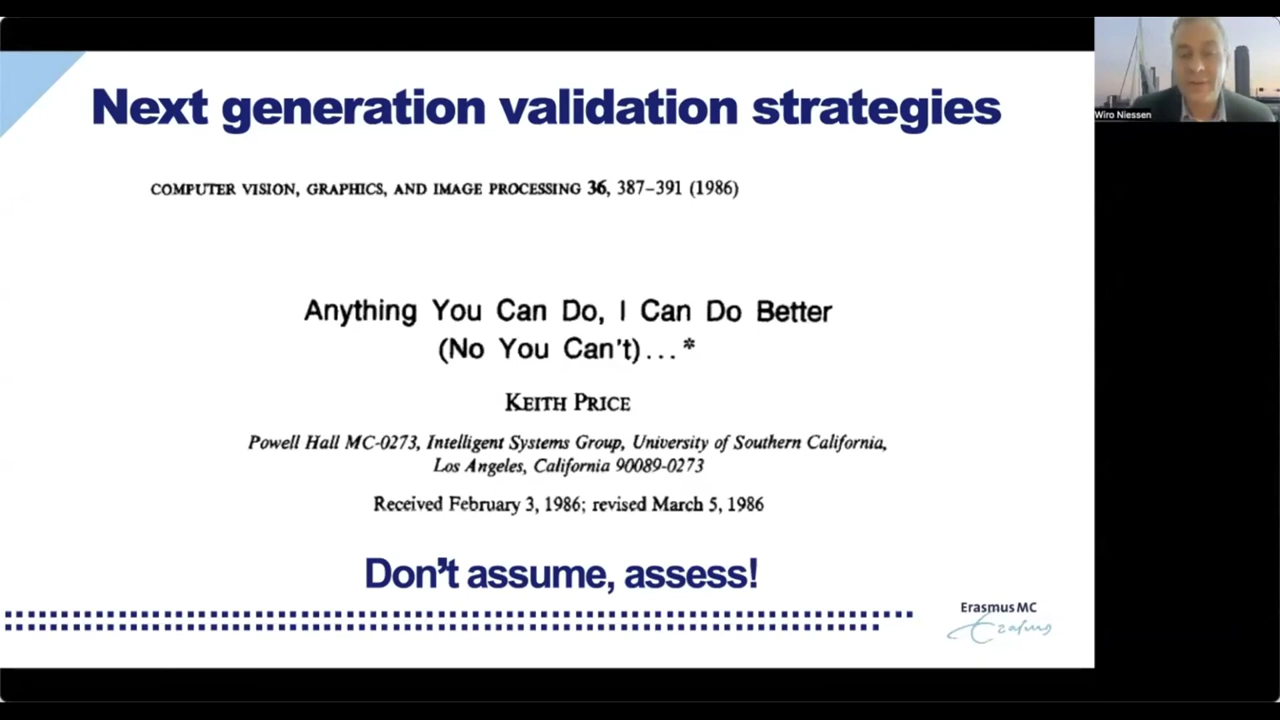 Next generation validation strategies
COMPUTER VISION, GRAPHICS, AND IMAGE PROCESSING 36, 387–391 (1986)
Anything You Can Do, I Can Do Better
(No You Can't)...*
KEITH PRICE
Powell Hall MC-0273, Intelligent Systems Group, University of Southern California,
Los Angeles, California 90089-0273
Received February 3, 1986; revised March 5, 1986
Don't assume, assess!
Erasmus MC
Erasmus
Wiro Niessen